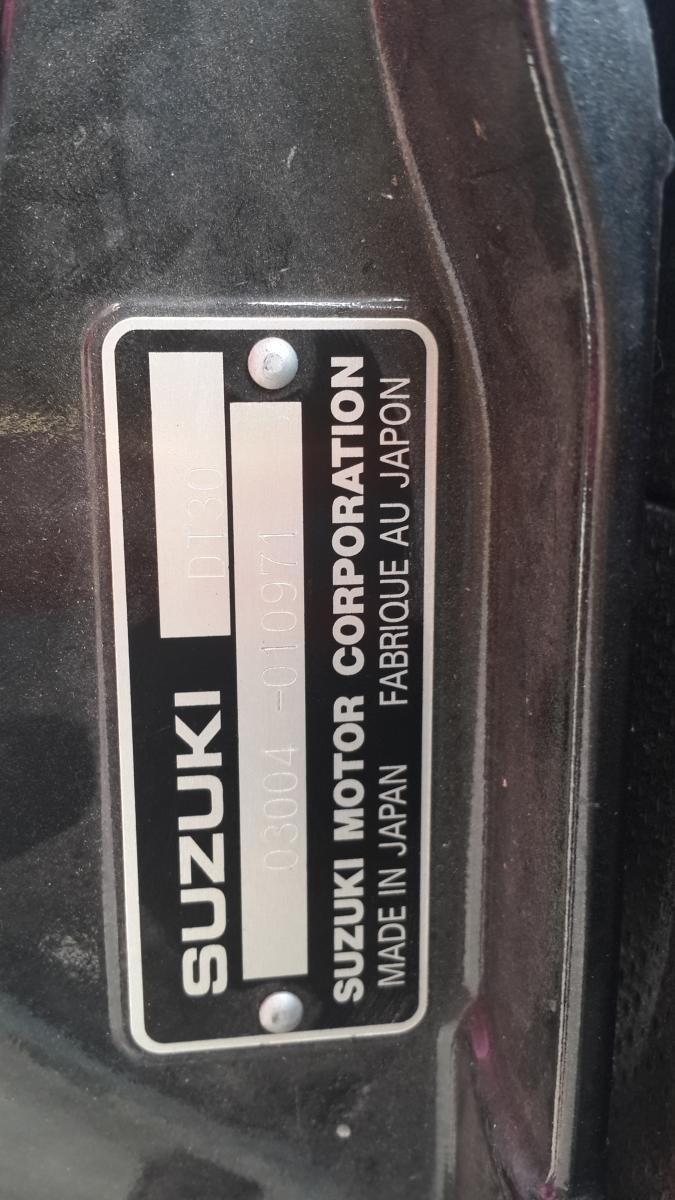 SUZUKI DT30
03004 -010971
SUZUKI MOTOR CORPORATION
MADE IN JAPAN FABRIQUE AU JAPON